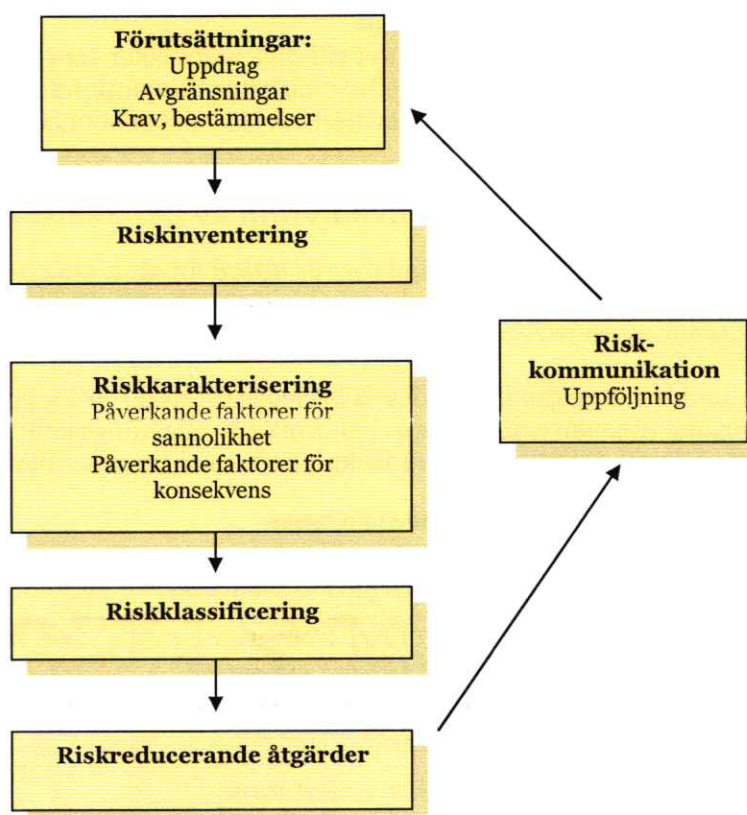 Förutsättningar:
Uppdrag
Avgränsningar
Krav, bestämmelser
Riskinventering
Riskkarakterisering
Påverkande faktorer för
sannolikhet
Påverkande faktorer för
konsekvens
Riskklassificering
Riskreducerande åtgärder
Risk-
kommunikation
Uppföljning